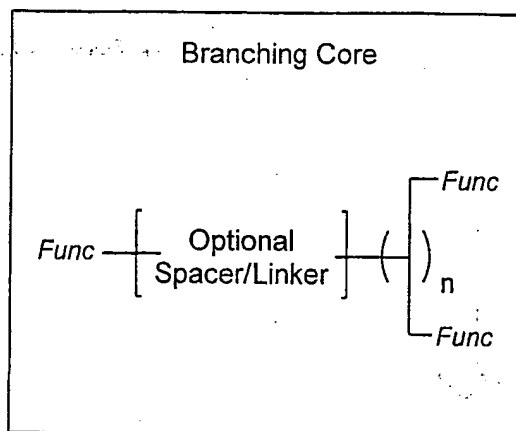 Branching Core
Func
Func
Optional
Spacer/Linker
( ) n
Func